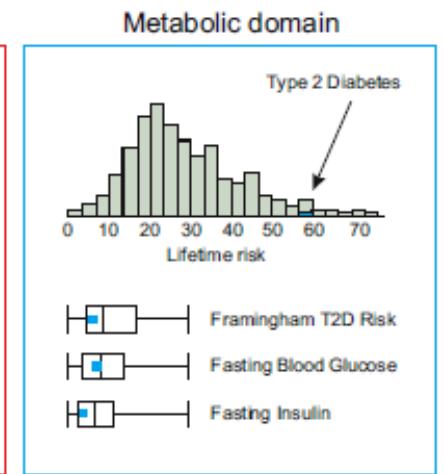 Metabolic domain
Type 2 Diabetes
0 10 20 30 40 50 60 70
Lifetime risk
Framingham T2D Risk
Fasting Blood Glucose
Fasting Insulin